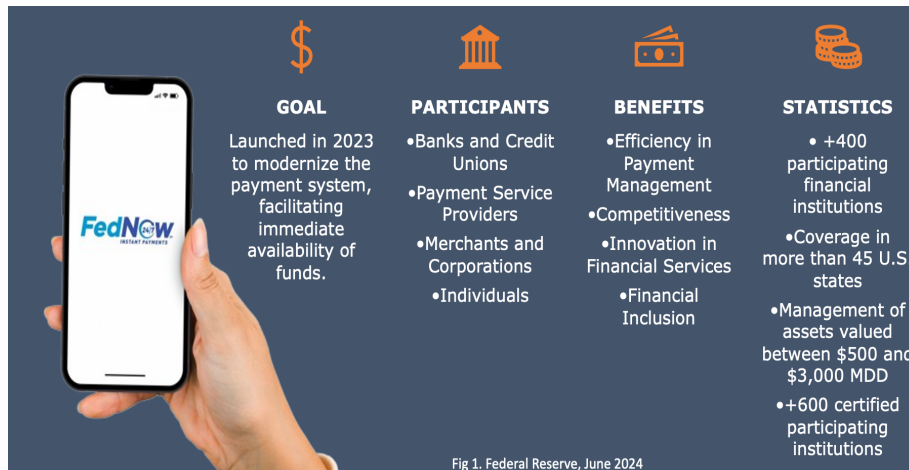 FedNow
24/7
INSTANT PAYMENTS
GOAL
Launched in 2023
to modernize the
payment system,
facilitating
immediate
availability of
funds.
PARTICIPANTS
•Banks and Credit
Unions
•Payment Service
Providers
•Merchants and
Corporations
•Individuals
BENEFITS
•Efficiency in
Payment
Management
•Competitiveness
•Innovation in
Financial Services
•Financial
Inclusion
STATISTICS
• +400
participating
financial
institutions
•Coverage in
more than 45 U.S
states
•Management of
assets valued
between $500 and
$3,000 MDD
•+600 certified
participating
institutions
Fig 1. Federal Reserve, June 2024